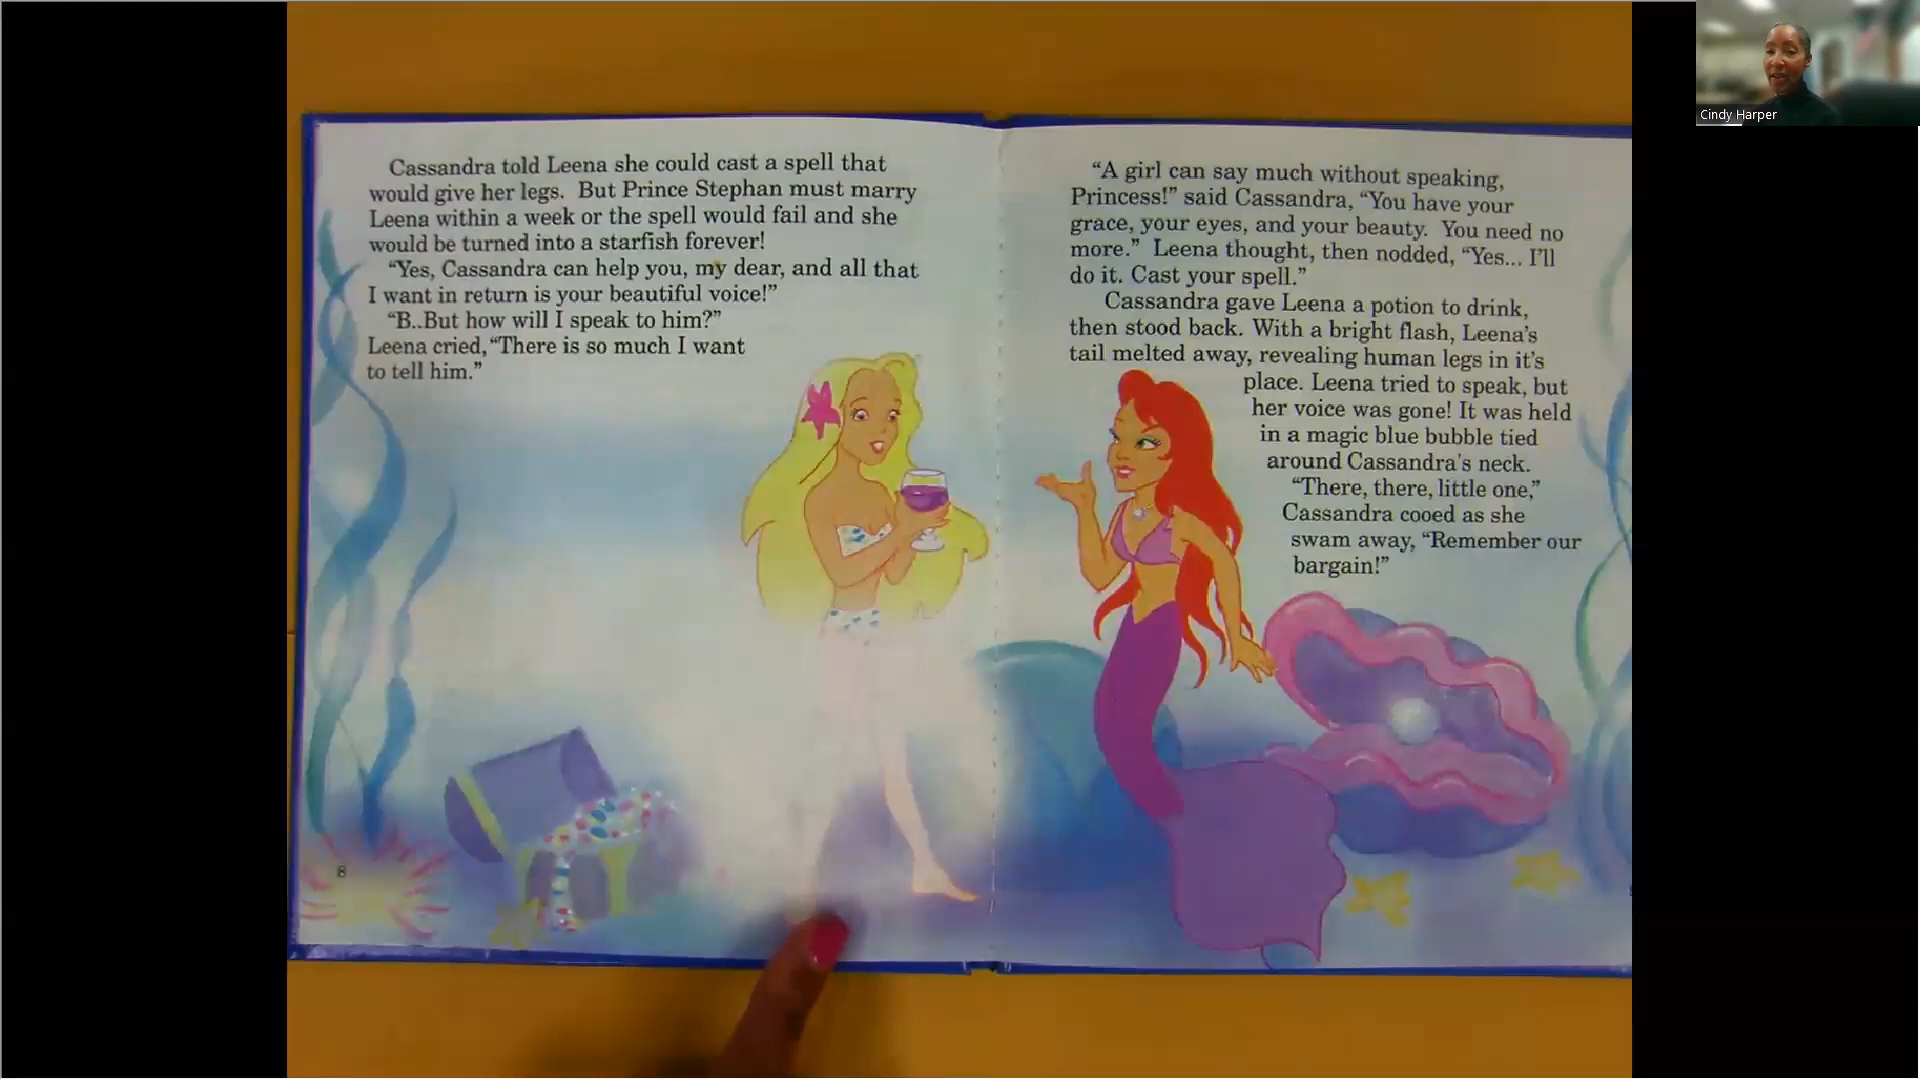 Cassandra told Leena she could cast a spell that
would give her legs. But Prince Stephan must marry
Leena within a week or the spell would fail and she
would be turned into a starfish forever!
“Yes, Cassandra can help you, my dear, and all that
I want in return is your beautiful voice!”
“B..But how will I speak to him?”
Leena cried, “There is so much I want
to tell him.”
8
“A girl can say much without speaking,
Princess!” said Cassandra, “You have your
grace, your eyes, and your beauty. You need no
more.” Leena thought, then nodded, “Yes... I’ll
do it. Cast your spell.”
Cassandra gave Leena a potion to drink,
then stood back. With a bright flash, Leena’s
tail melted away, revealing human legs in it’s
place. Leena tried to speak, but
her voice was gone! It was held
in a magic blue bubble tied
around Cassandra’s neck.
“There, there, little one,”
Cassandra cooed as she
swam away, “Remember our
bargain!”
Cindy Harper